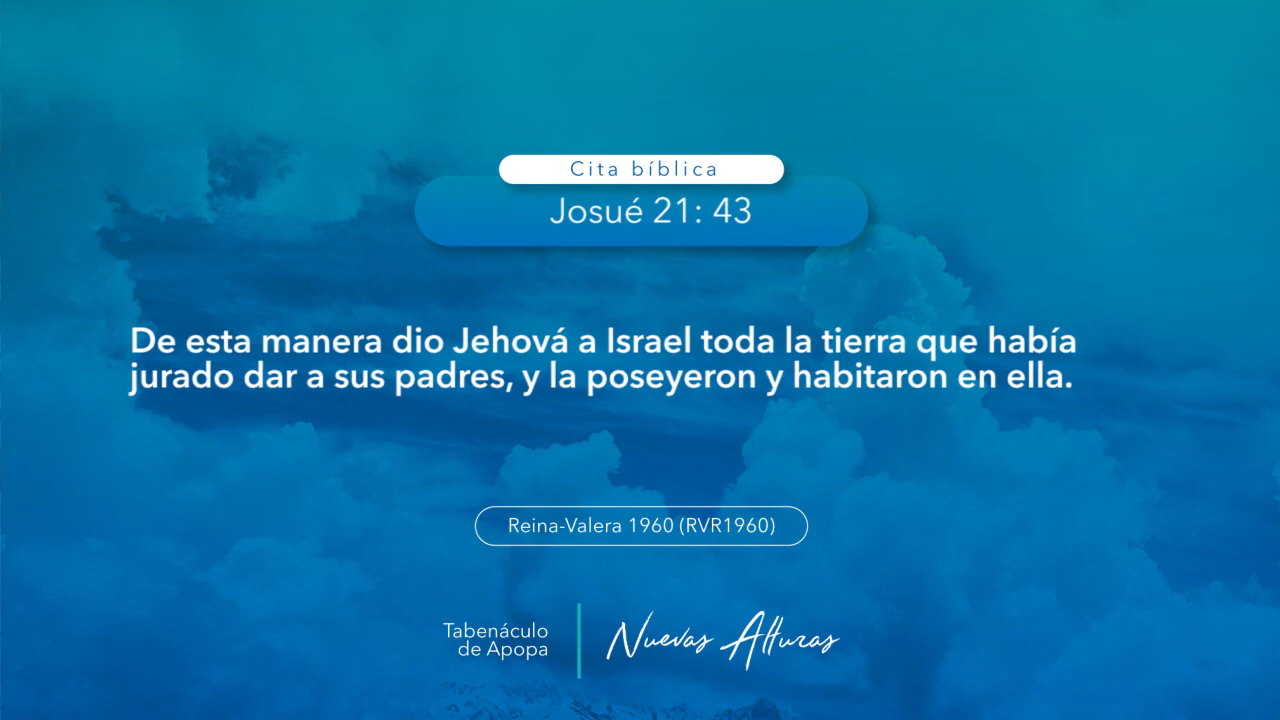 Cita bíblica
Josué 21: 43
De esta manera dio Jehová a Israel toda la tierra que había
jurado dar a sus padres, y la poseyeron y habitaron en ella.
Reina-Valera 1960 (RVR1960)
Tabenáculo
de Apopa
Nuevas Alturas